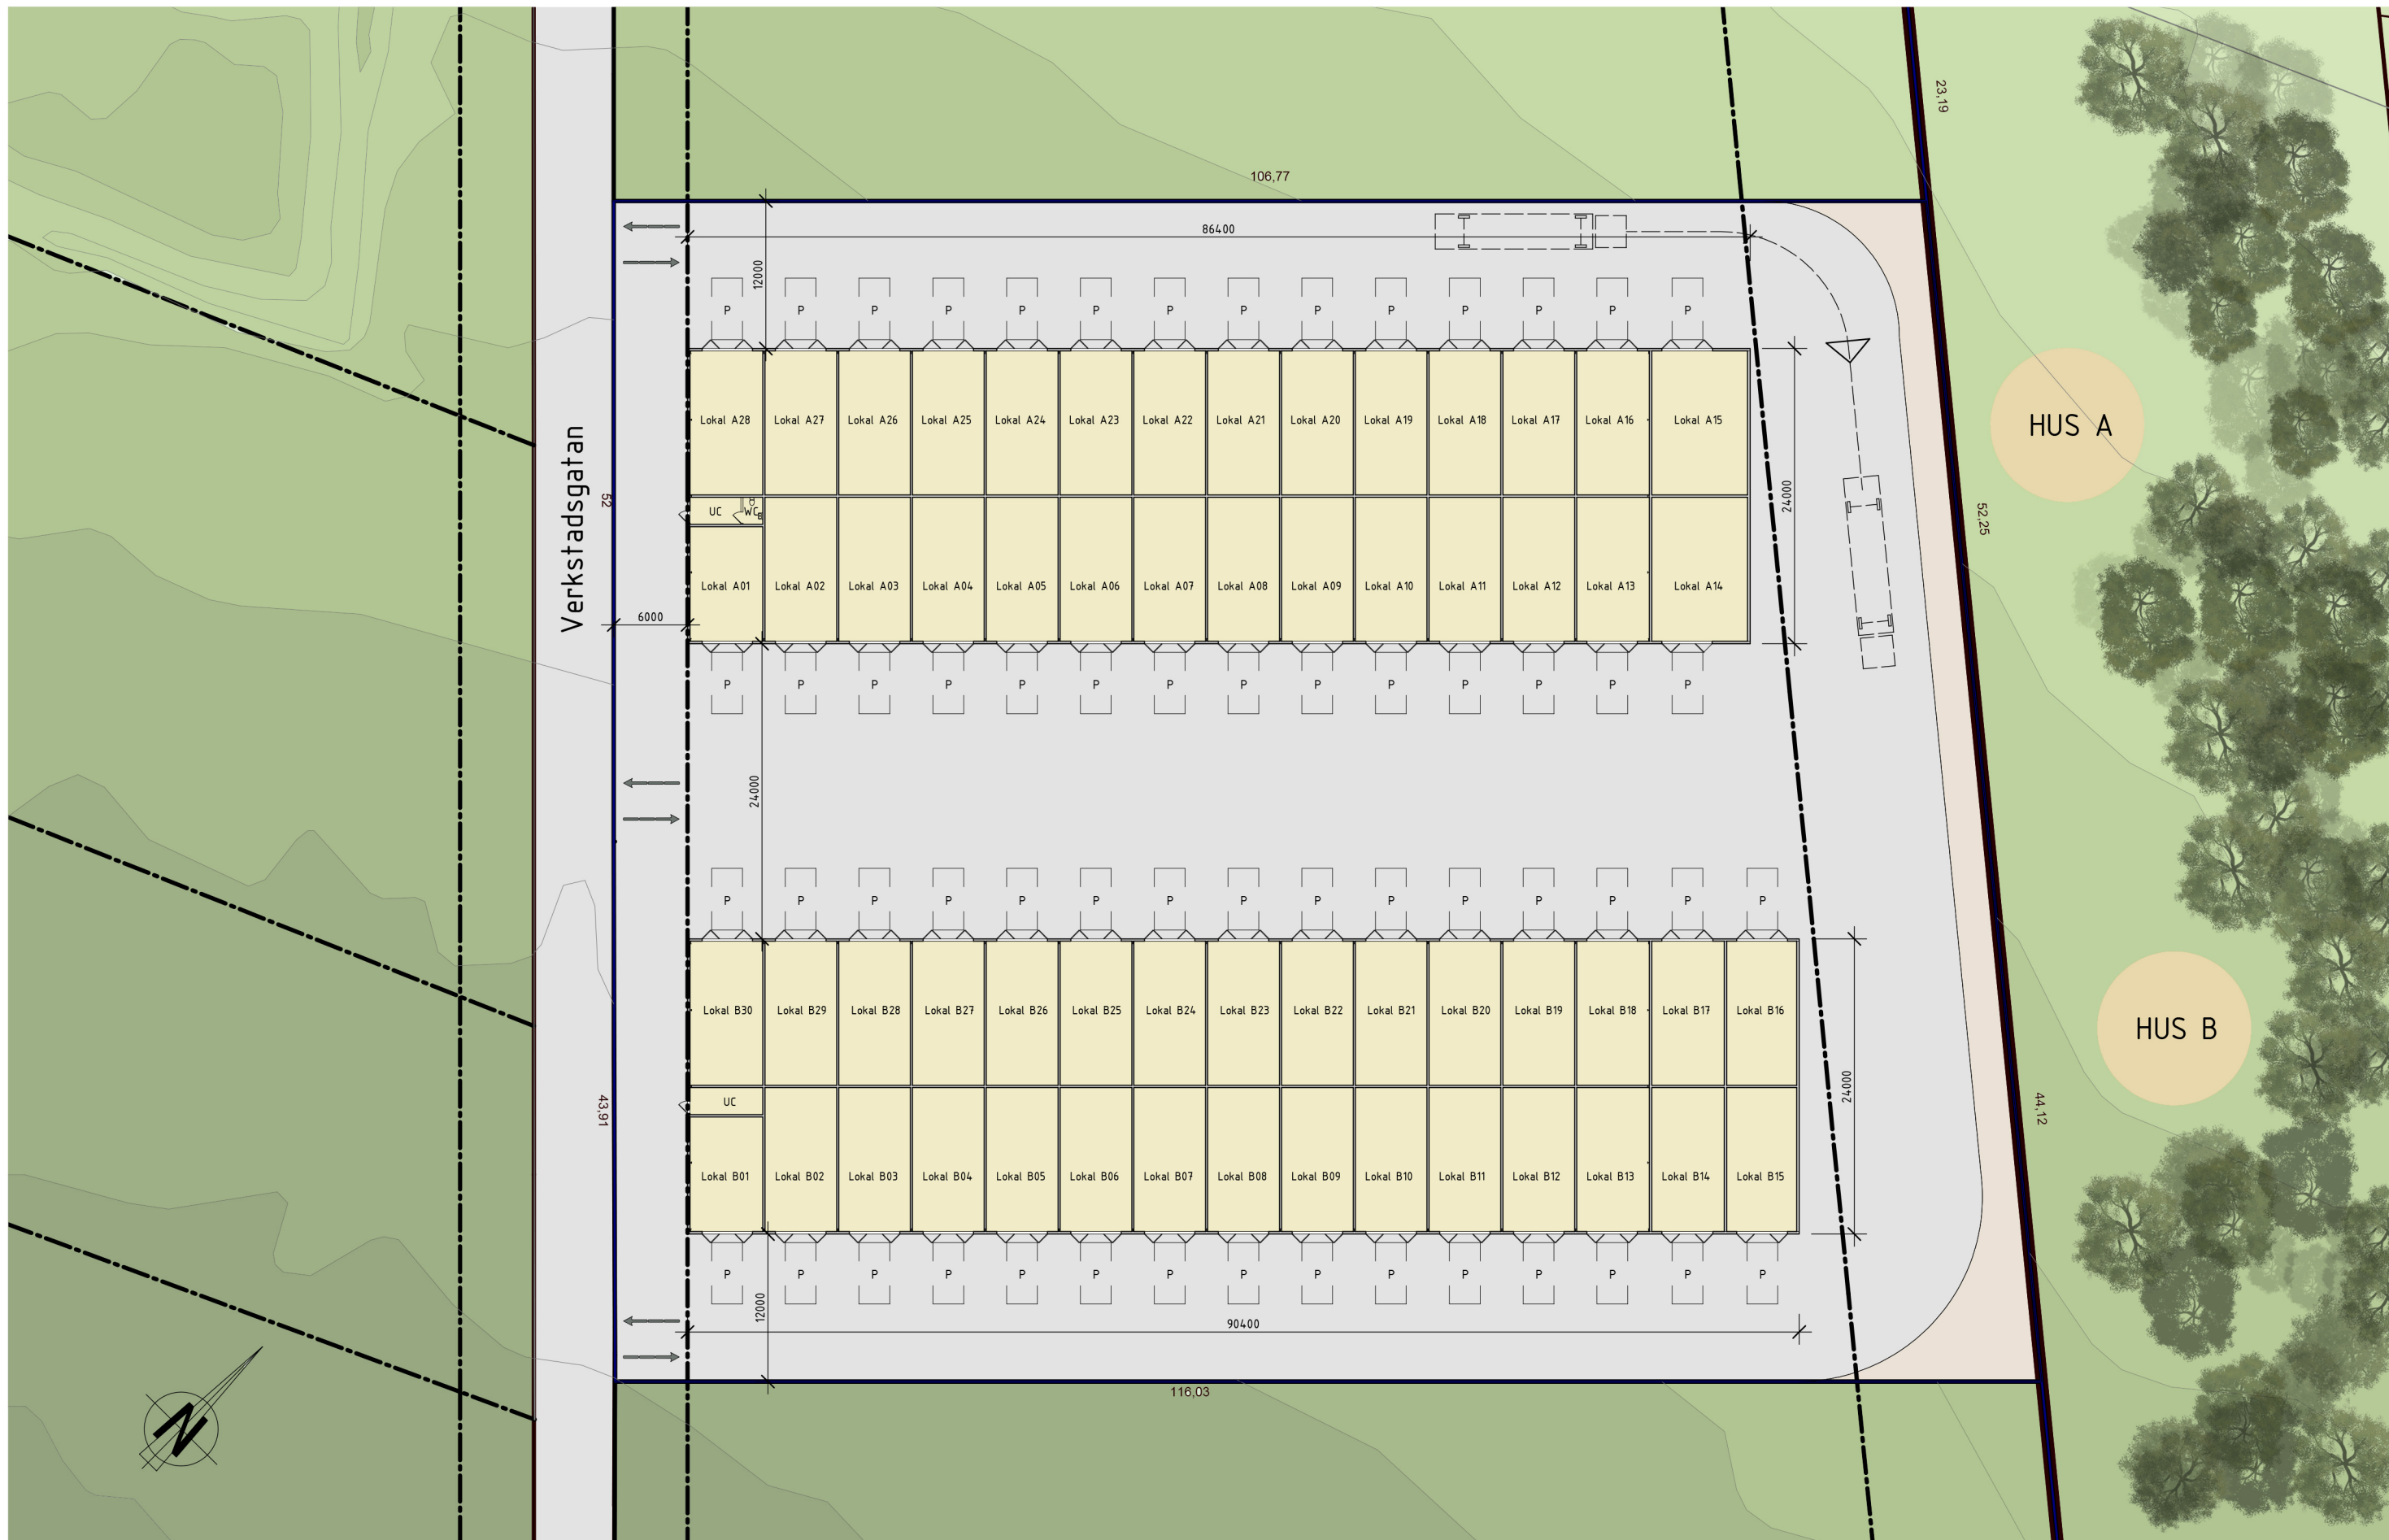 23,19
106,77
86400
12000
P P P P P P P P P P P P P P
Lokal A28 Lokal A27 Lokal A26 Lokal A25 Lokal A24 Lokal A23 Lokal A22 Lokal A21 Lokal A20 Lokal A19 Lokal A18 Lokal A17 Lokal A16 Lokal A15
HUS A
Verkstadsgatan
52
24000
52,25
UC WC
Lokal A01 Lokal A02 Lokal A03 Lokal A04 Lokal A05 Lokal A06 Lokal A07 Lokal A08 Lokal A09 Lokal A10 Lokal A11 Lokal A12 Lokal A13 Lokal A14
6000
P P P P P P P P P P P P P P
24000
P P P P P P P P P P P P P P P
Lokal B30 Lokal B29 Lokal B28 Lokal B27 Lokal B26 Lokal B25 Lokal B24 Lokal B23 Lokal B22 Lokal B21 Lokal B20 Lokal B19 Lokal B18 Lokal B17 Lokal B16
HUS B
43,91
UC
24000
44,12
Lokal B01 Lokal B02 Lokal B03 Lokal B04 Lokal B05 Lokal B06 Lokal B07 Lokal B08 Lokal B09 Lokal B10 Lokal B11 Lokal B12 Lokal B13 Lokal B14 Lokal B15
P P P P P P P P P P P P P P P
12000
90400
116,03
N